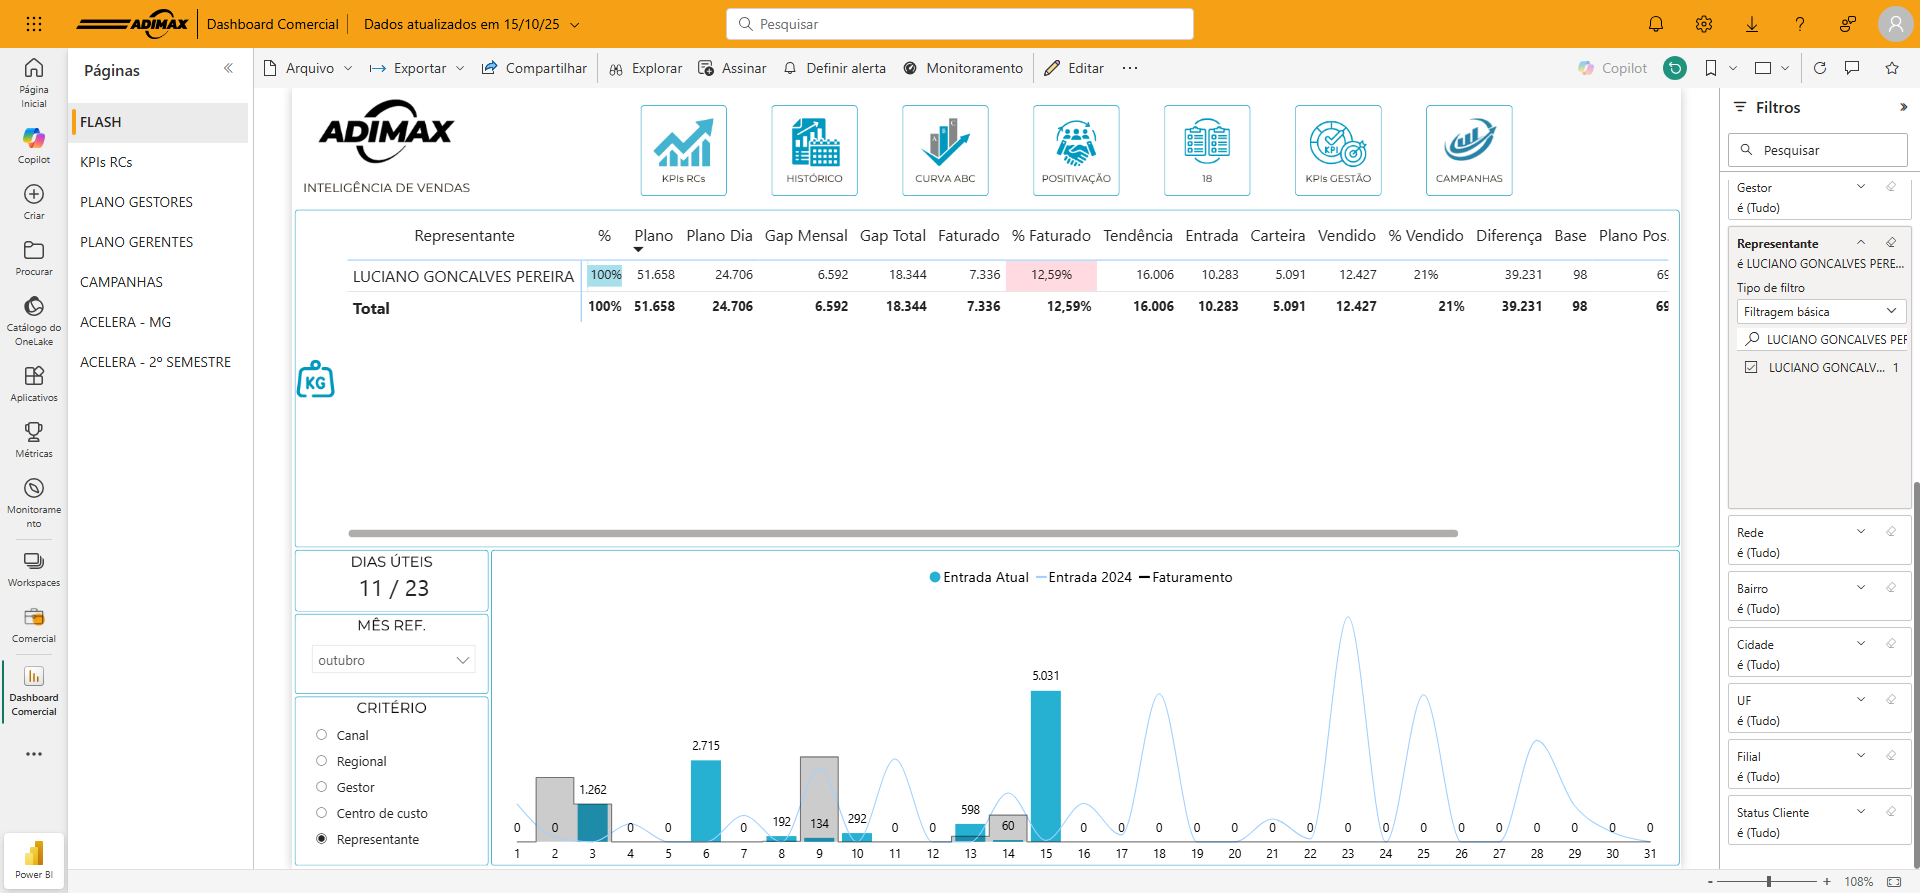 ADIMAX
Dashboard Comercial
Dados atualizados em 15/10/25
Pesquisar
Página Inicial
Copilot
Criar
Procurar
Catálogo do OneLake
Aplicativos
Métricas
Monitoramento
Workspaces
Comercial
Dashboard Comercial
Power BI
Páginas
FLASH
KPIs RCs
PLANO GESTORES
PLANO GERENTES
CAMPANHAS
ACELERA - MG
ACELERA - 2º SEMESTRE
Arquivo Exportar Compartilhar Explorar Assinar Definir alerta Monitoramento Editar ... Copilot
ADIMAX
INTELIGÊNCIA DE VENDAS
KPIs RCs
HISTÓRICO
A B C
CURVA ABC
POSITIVAÇÃO
18
KPI
KPIs GESTÃO
CAMPANHAS
Representante % Plano Plano Dia Gap Mensal Gap Total Faturado % Faturado Tendência Entrada Carteira Vendido % Vendido Diferença Base Plano Pos.
LUCIANO GONCALVES PEREIRA 100% 51.658 24.706 6.592 18.344 7.336 12,59% 16.006 10.283 5.091 12.427 21% 39.231 98 69
Total 100% 51.658 24.706 6.592 18.344 7.336 12,59% 16.006 10.283 5.091 12.427 21% 39.231 98 69
KG
DIAS ÚTEIS
11 / 23
MÊS REF.
outubro
CRITÉRIO
Canal
Regional
Gestor
Centro de custo
Representante
Entrada Atual Entrada 2024 Faturamento
0 0 1.262 0 0 2.715 0 192 134 292 0 0 598 60 5.031 0 0 0 0 0 0 0 0 0 0 0 0 0 0 0 0
1 2 3 4 5 6 7 8 9 10 11 12 13 14 15 16 17 18 19 20 21 22 23 24 25 26 27 28 29 30 31
Filtros
Pesquisar
Gestor
é (Tudo)
Representante
é LUCIANO GONCALVES PERE...
Tipo de filtro
Filtragem básica
LUCIANO GONCALVES PER
LUCIANO GONCALV... 1
Rede
é (Tudo)
Bairro
é (Tudo)
Cidade
é (Tudo)
UF
é (Tudo)
Filial
é (Tudo)
Status Cliente
é (Tudo)
- + 108%